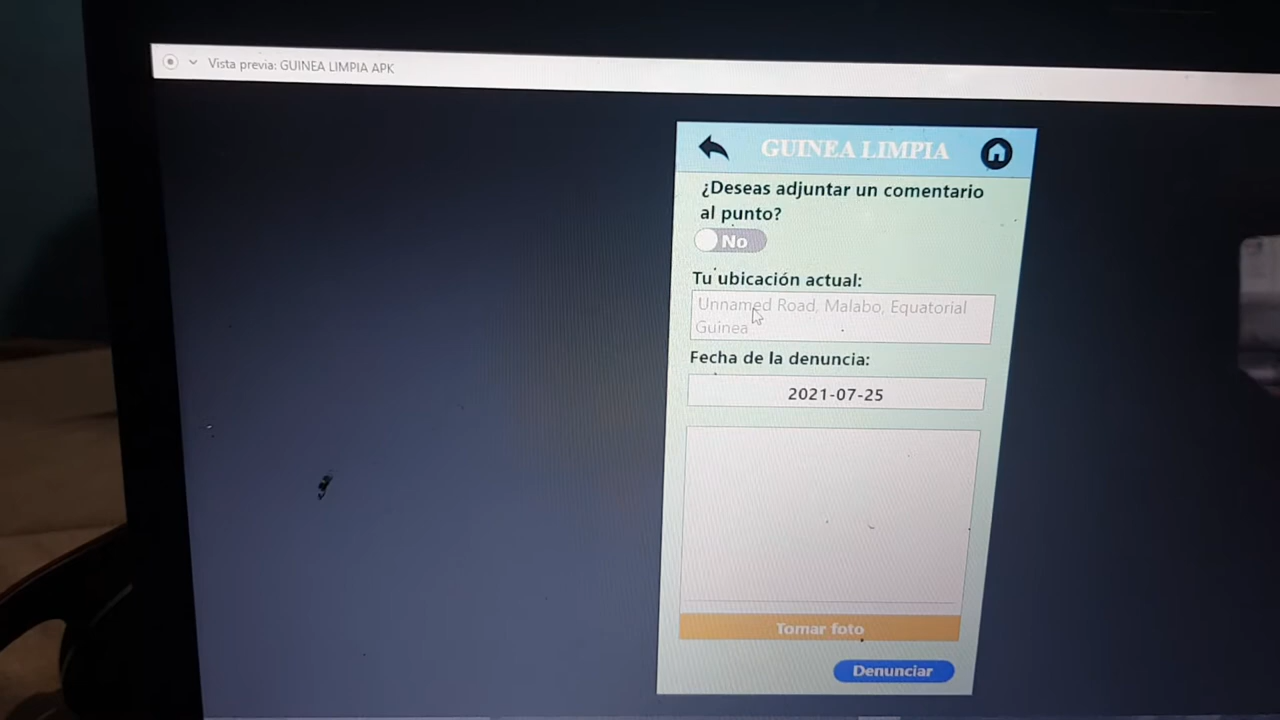 Vista previa: GUINEA LIMPIA APK
GUINEA LIMPIA
¿Deseas adjuntar un comentario
al punto?
No
Tu ubicación actual:
Unnamed Road, Malabo, Equatorial
Guinea
Fecha de la denuncia:
2021-07-25
Tomar foto
Denunciar